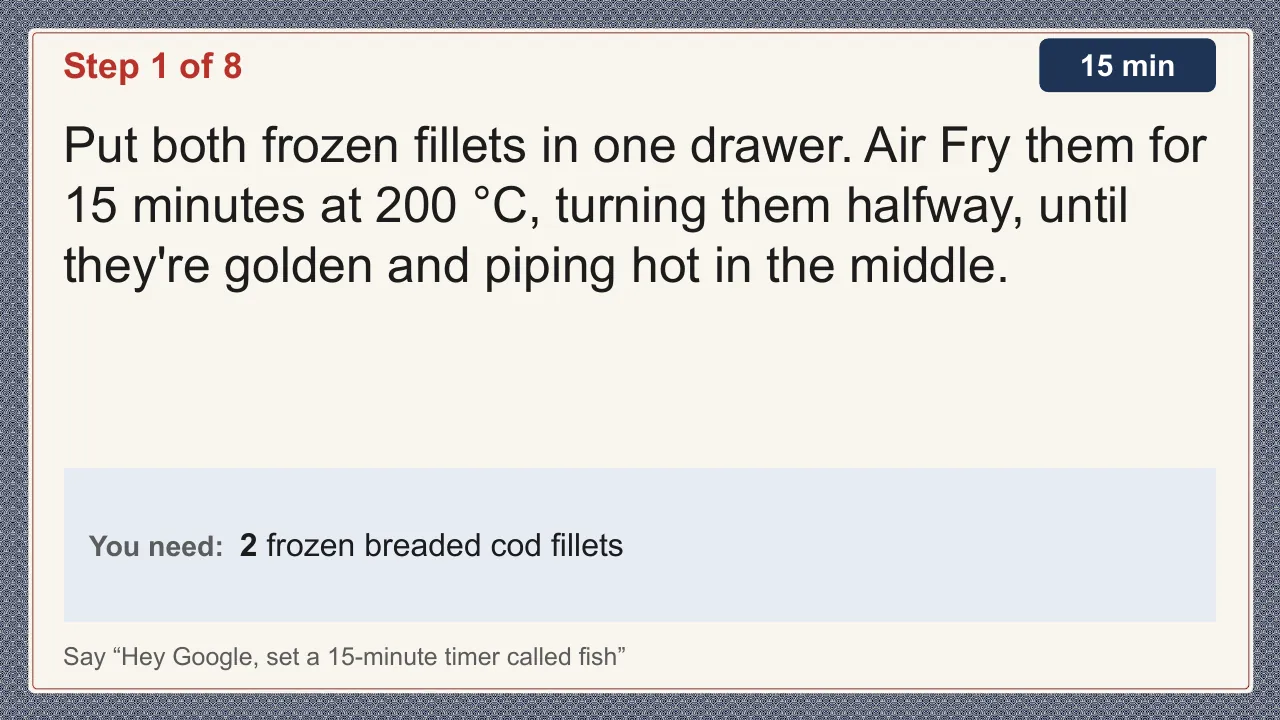 Step 1 of 8
15 min
Put both frozen fillets in one drawer. Air Fry them for
15 minutes at 200 °C, turning them halfway, until
they're golden and piping hot in the middle.
You need: 2 frozen breaded cod fillets
Say “Hey Google, set a 15-minute timer called fish”